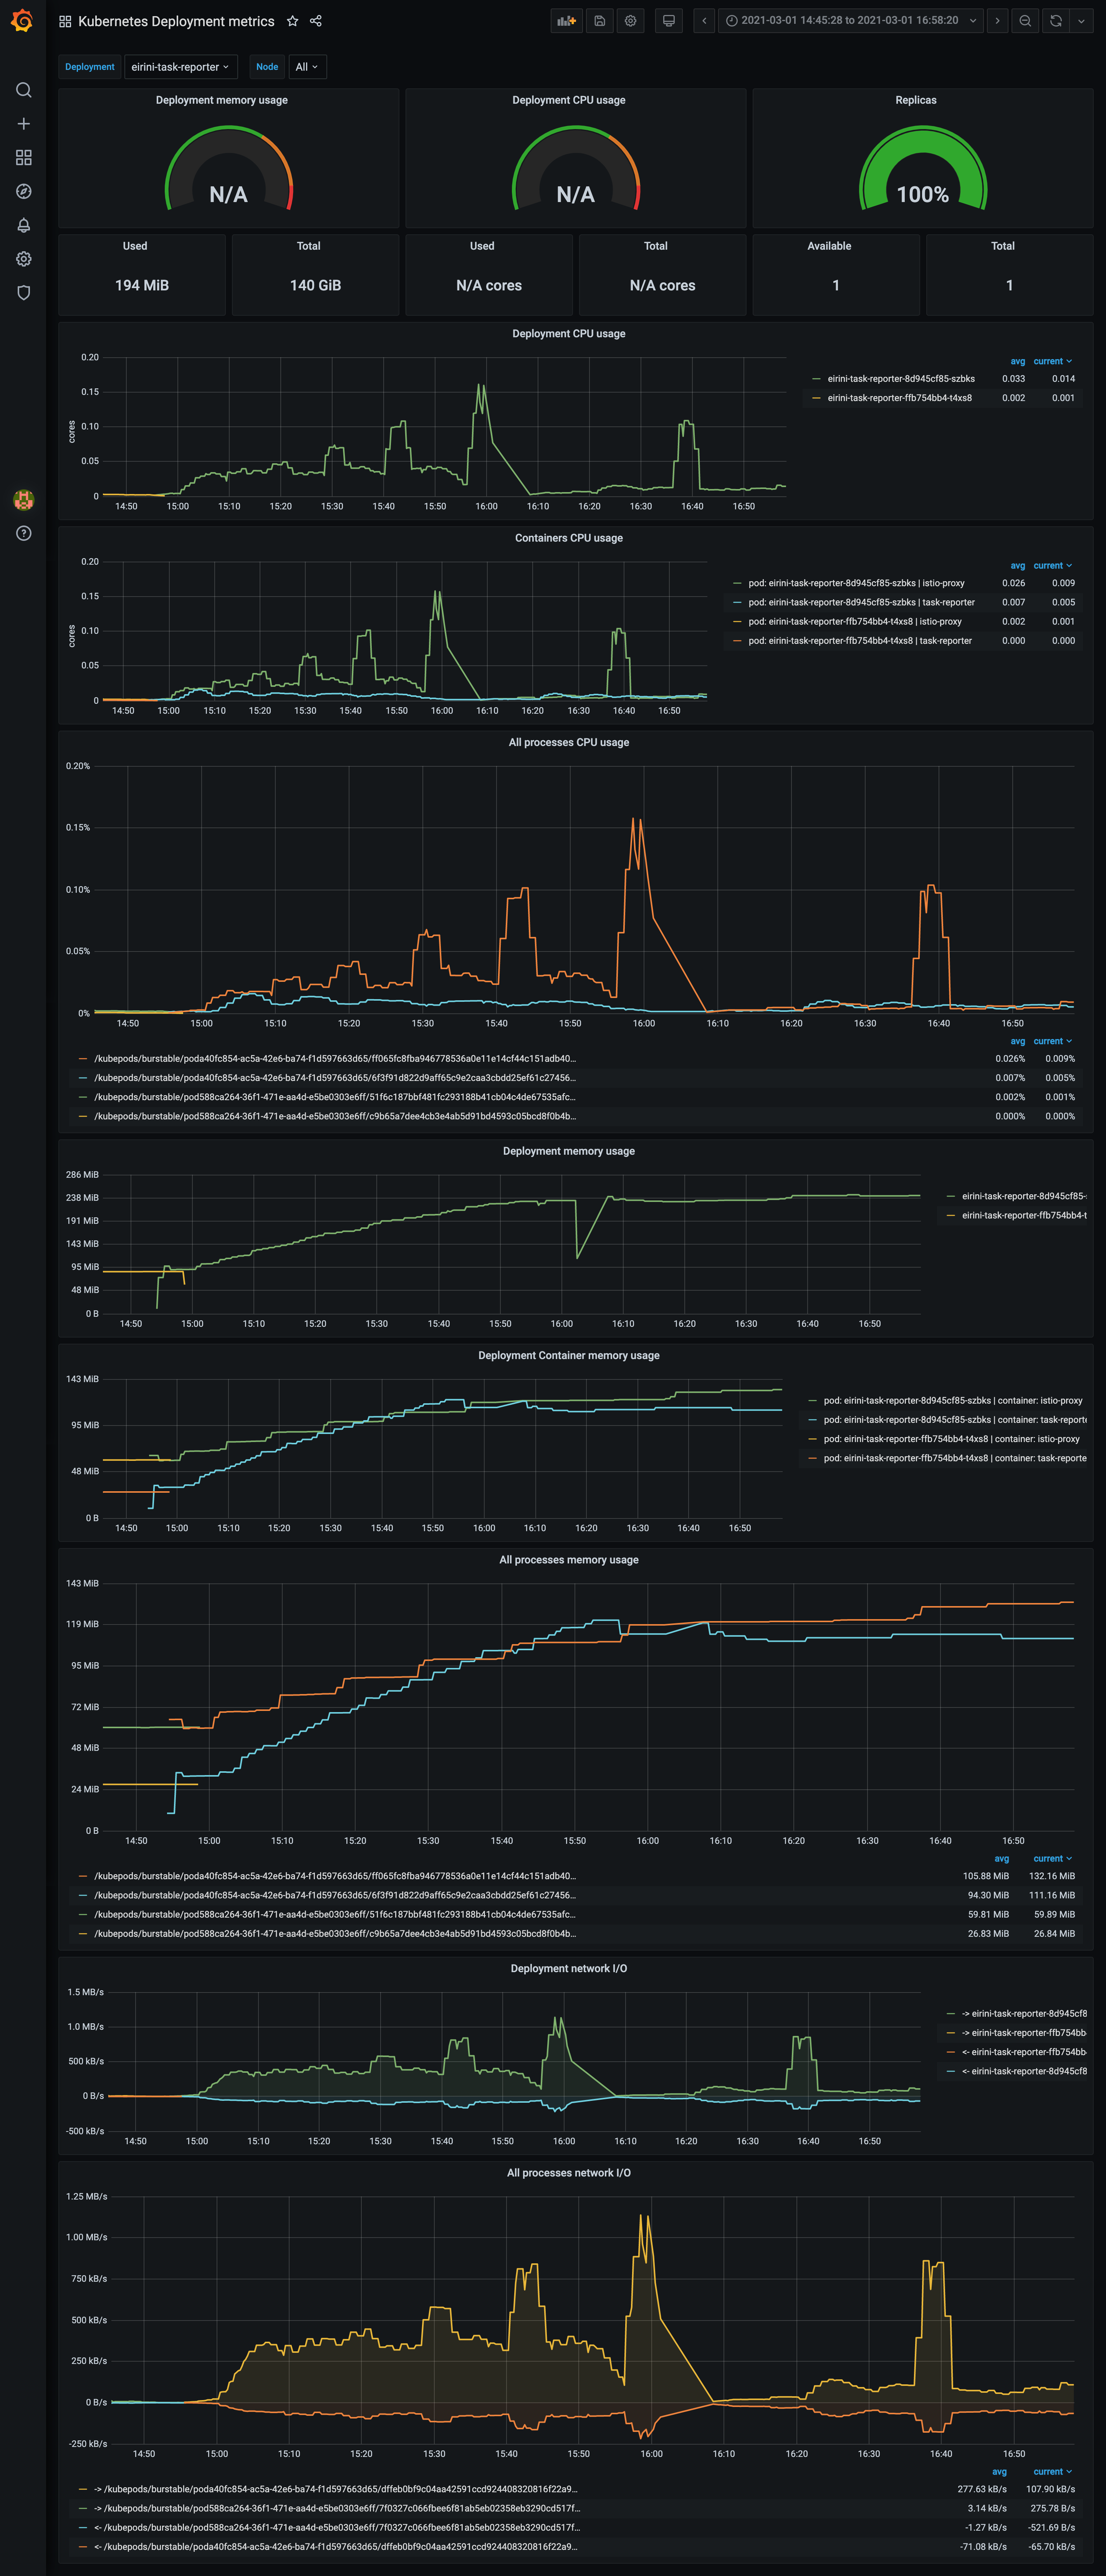 Kubernetes Deployment metrics
2021-03-01 14:45:28 to 2021-03-01 16:58:20
Deployment eirini-task-reporter Node All
Deployment memory usage
N/A
Deployment CPU usage
N/A
Replicas
100%
Used
194 MiB
Total
140 GiB
Used
N/A cores
Total
N/A cores
Available
1
Total
1
Deployment CPU usage
cores
0.20
0.15
0.10
0.05
0
14:50 15:00 15:10 15:20 15:30 15:40 15:50 16:00 16:10 16:20 16:30 16:40 16:50
avg current
eirini-task-reporter-8d945cf85-szbks 0.033 0.014
eirini-task-reporter-ffb754bb4-t4xs8 0.002 0.001
Containers CPU usage
cores
0.20
0.15
0.10
0.05
0
14:50 15:00 15:10 15:20 15:30 15:40 15:50 16:00 16:10 16:20 16:30 16:40 16:50
avg current
pod: eirini-task-reporter-8d945cf85-szbks | istio-proxy 0.026 0.009
pod: eirini-task-reporter-8d945cf85-szbks | task-reporter 0.007 0.005
pod: eirini-task-reporter-ffb754bb4-t4xs8 | istio-proxy 0.002 0.001
pod: eirini-task-reporter-ffb754bb4-t4xs8 | task-reporter 0.000 0.000
All processes CPU usage
0.20%
0.15%
0.10%
0.05%
0%
14:50 15:00 15:10 15:20 15:30 15:40 15:50 16:00 16:10 16:20 16:30 16:40 16:50
avg current
/kubepods/burstable/poda40fc854-ac5a-42e6-ba74-f1d597663d65/ff065fc8fba946778536a0e11e14cf44c151adb40... 0.026% 0.009%
/kubepods/burstable/poda40fc854-ac5a-42e6-ba74-f1d597663d65/6f3f91d822d9aff65c9e2caa3cbdd25ef61c27456... 0.007% 0.005%
/kubepods/burstable/pod588ca264-36f1-471e-aa4d-e5be0303e6ff/51f6c187bbf481fc293188b41cb04c4de67535afc... 0.002% 0.001%
/kubepods/burstable/pod588ca264-36f1-471e-aa4d-e5be0303e6ff/c9b65a7dee4cb3e4ab5d91bd4593c05bcd8f0b4b... 0.000% 0.000%
Deployment memory usage
286 MiB
238 MiB
191 MiB
143 MiB
95 MiB
48 MiB
0 B
14:50 15:00 15:10 15:20 15:30 15:40 15:50 16:00 16:10 16:20 16:30 16:40 16:50
eirini-task-reporter-8d945cf85-
eirini-task-reporter-ffb754bb4-t
Deployment Container memory usage
143 MiB
95 MiB
48 MiB
0 B
14:50 15:00 15:10 15:20 15:30 15:40 15:50 16:00 16:10 16:20 16:30 16:40 16:50
pod: eirini-task-reporter-8d945cf85-szbks | container: istio-proxy
pod: eirini-task-reporter-8d945cf85-szbks | container: task-reporte
pod: eirini-task-reporter-ffb754bb4-t4xs8 | container: istio-proxy
pod: eirini-task-reporter-ffb754bb4-t4xs8 | container: task-reporte
All processes memory usage
143 MiB
119 MiB
95 MiB
72 MiB
48 MiB
24 MiB
0 B
14:50 15:00 15:10 15:20 15:30 15:40 15:50 16:00 16:10 16:20 16:30 16:40 16:50
avg current
/kubepods/burstable/poda40fc854-ac5a-42e6-ba74-f1d597663d65/ff065fc8fba946778536a0e11e14cf44c151adb40... 105.88 MiB 132.16 MiB
/kubepods/burstable/poda40fc854-ac5a-42e6-ba74-f1d597663d65/6f3f91d822d9aff65c9e2caa3cbdd25ef61c27456... 94.30 MiB 111.16 MiB
/kubepods/burstable/pod588ca264-36f1-471e-aa4d-e5be0303e6ff/51f6c187bbf481fc293188b41cb04c4de67535afc... 59.81 MiB 59.89 MiB
/kubepods/burstable/pod588ca264-36f1-471e-aa4d-e5be0303e6ff/c9b65a7dee4cb3e4ab5d91bd4593c05bcd8f0b4b... 26.83 MiB 26.84 MiB
Deployment network I/O
1.5 MB/s
1.0 MB/s
500 kB/s
0 B/s
-500 kB/s
14:50 15:00 15:10 15:20 15:30 15:40 15:50 16:00 16:10 16:20 16:30 16:40 16:50
-> eirini-task-reporter-8d945cf8
-> eirini-task-reporter-ffb754bb-
<- eirini-task-reporter-ffb754bb-
<- eirini-task-reporter-8d945cf8
All processes network I/O
1.25 MB/s
1.00 MB/s
750 kB/s
500 kB/s
250 kB/s
0 B/s
-250 kB/s
14:50 15:00 15:10 15:20 15:30 15:40 15:50 16:00 16:10 16:20 16:30 16:40 16:50
avg current
-> /kubepods/burstable/poda40fc854-ac5a-42e6-ba74-f1d597663d65/dffeb0bf9c04aa42591ccd924408320816f22a9... 277.63 kB/s 107.90 kB/s
-> /kubepods/burstable/pod588ca264-36f1-471e-aa4d-e5be0303e6ff/7f0327c066fbee6f81ab5eb02358eb3290cd517f... 3.14 kB/s 275.78 B/s
<- /kubepods/burstable/pod588ca264-36f1-471e-aa4d-e5be0303e6ff/7f0327c066fbee6f81ab5eb02358eb3290cd517f... -1.27 kB/s -521.69 B/s
<- /kubepods/burstable/poda40fc854-ac5a-42e6-ba74-f1d597663d65/dffeb0bf9c04aa42591ccd924408320816f22a9... -71.08 kB/s -65.70 kB/s